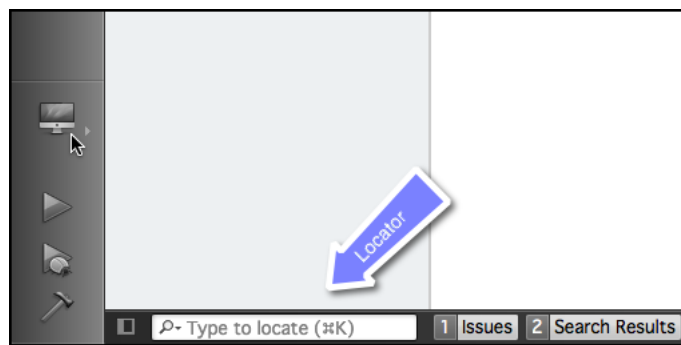 Locator
Type to locate (⌘K)
1 Issues 2 Search Results